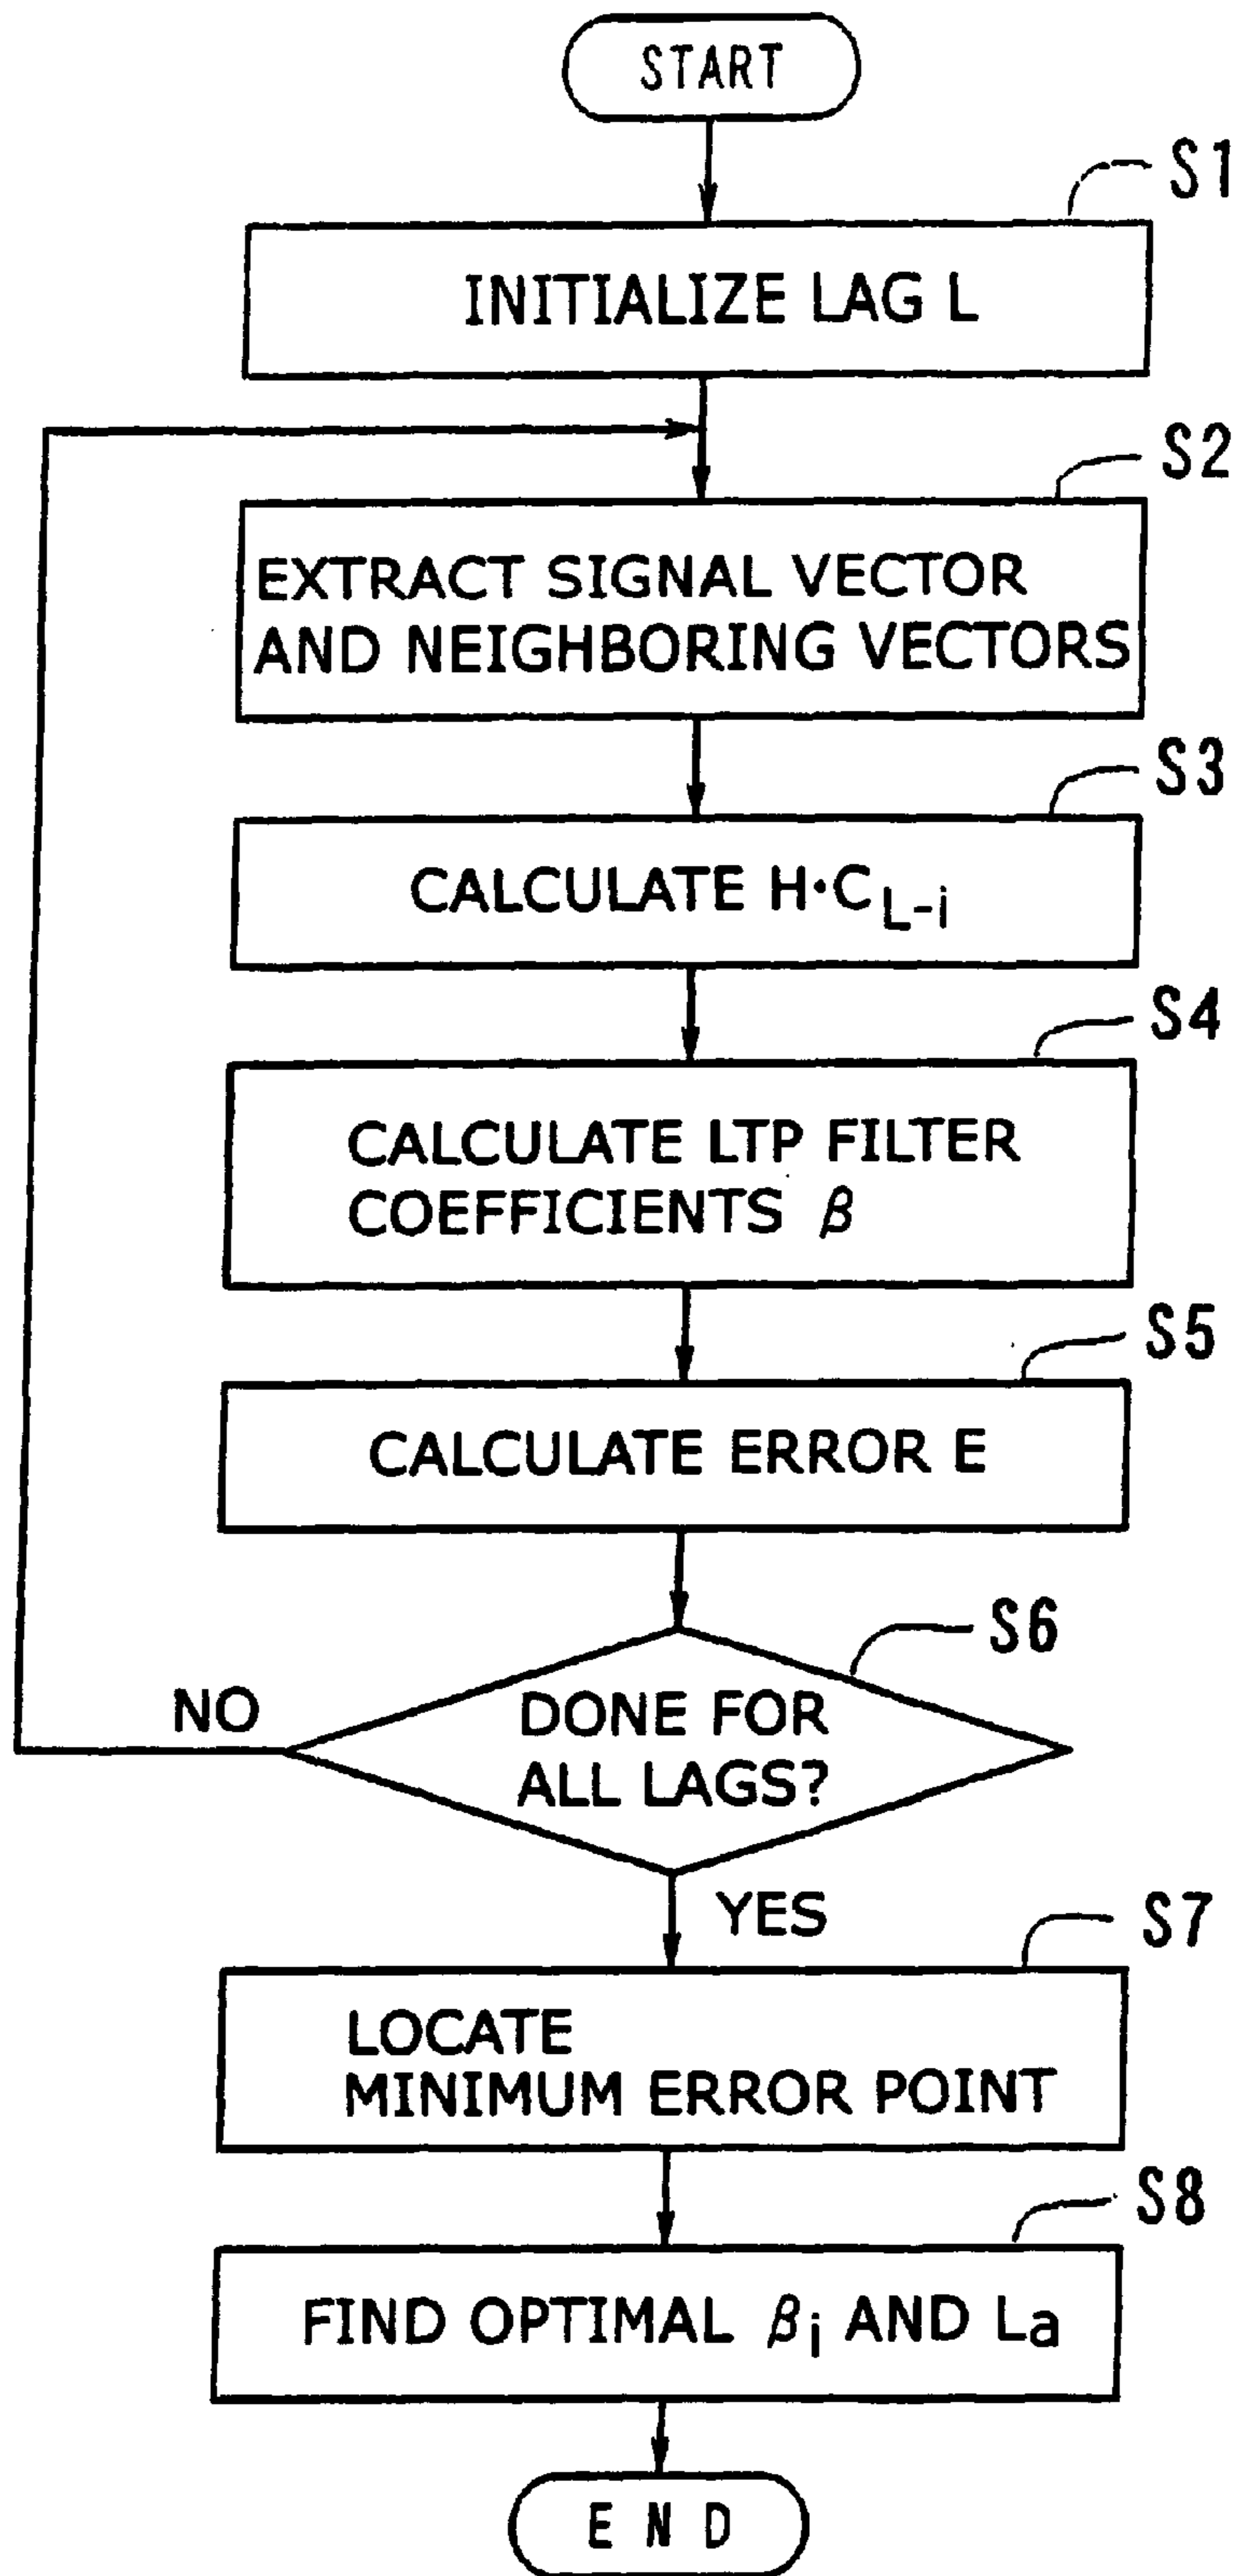 START
S1
INITIALIZE LAG L
S2
EXTRACT SIGNAL VECTOR
AND NEIGHBORING VECTORS
S3
CALCULATE H·C_{L-i}
S4
CALCULATE LTP FILTER
COEFFICIENTS β
S5
CALCULATE ERROR E
S6
NO
DONE FOR
ALL LAGS?
YES
S7
LOCATE
MINIMUM ERROR POINT
S8
FIND OPTIMAL β_i AND La
END